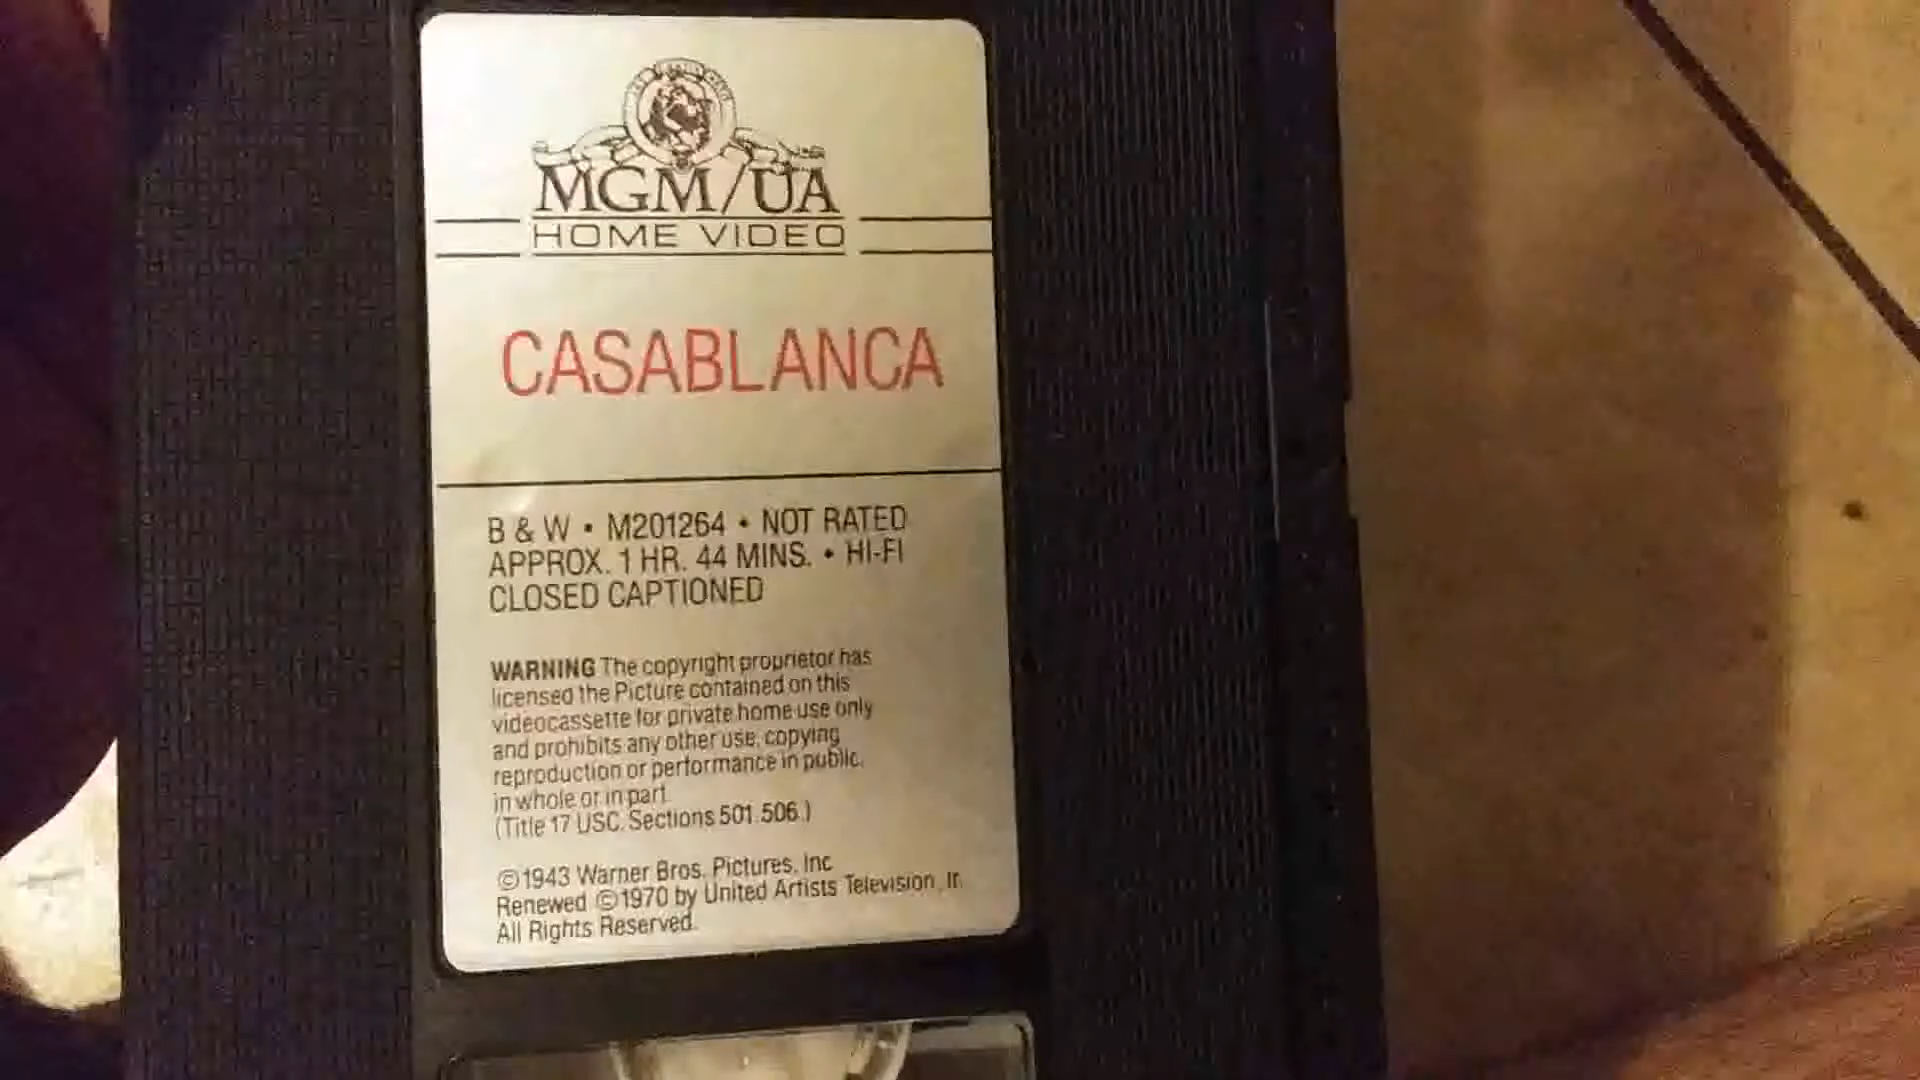 MGM/UA
HOME VIDEO
CASABLANCA
B & W • M201264 • NOT RATED
APPROX. 1 HR. 44 MINS. • HI-FI
CLOSED CAPTIONED
WARNING The copyright proprietor has
licensed the Picture contained on this
videocassette for private home use only
and prohibits any other use, copying
reproduction or performance in public,
in whole or in part.
(Title 17 USC. Sections 501 506.)
©1943 Warner Bros. Pictures, Inc
Renewed ©1970 by United Artists Television,
All Rights Reserved.